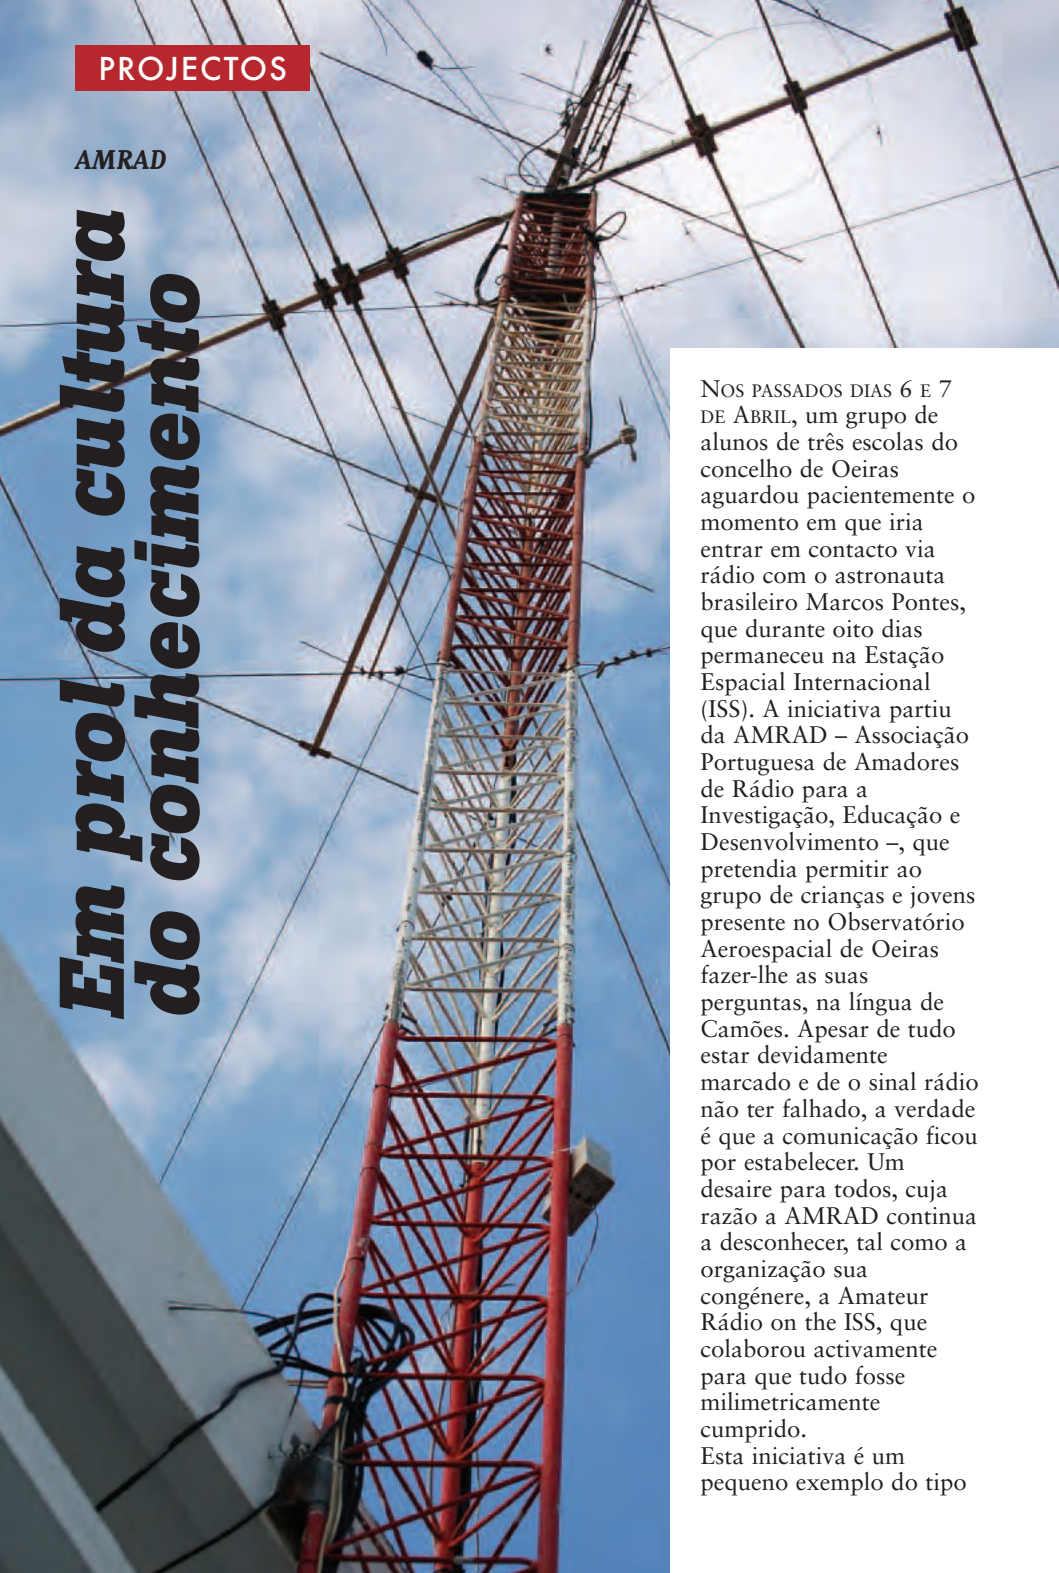 PROJECTOS
AMRAD
Em prol da cultura
do conhecimento
NOS PASSADOS DIAS 6 E 7
DE ABRIL, um grupo de
alunos de três escolas do
concelho de Oeiras
aguardou pacientemente o
momento em que iria
entrar em contacto via
rádio com o astronauta
brasileiro Marcos Pontes,
que durante oito dias
permaneceu na Estação
Espacial Internacional
(ISS). A iniciativa partiu
da AMRAD – Associação
Portuguesa de Amadores
de Rádio para a
Investigação, Educação e
Desenvolvimento –, que
pretendia permitir ao
grupo de crianças e jovens
presente no Observatório
Aeroespacial de Oeiras
fazer-lhe as suas
perguntas, na língua de
Camões. Apesar de tudo
estar devidamente
marcado e de o sinal rádio
não ter falhado, a verdade
é que a comunicação ficou
por estabelecer. Um
desaire para todos, cuja
razão a AMRAD continua
a desconhecer, tal como a
organização sua
congénere, a Amateur
Rádio on the ISS, que
colaborou activamente
para que tudo fosse
milimetricamente
cumprido.
Esta iniciativa é um
pequeno exemplo do tipo